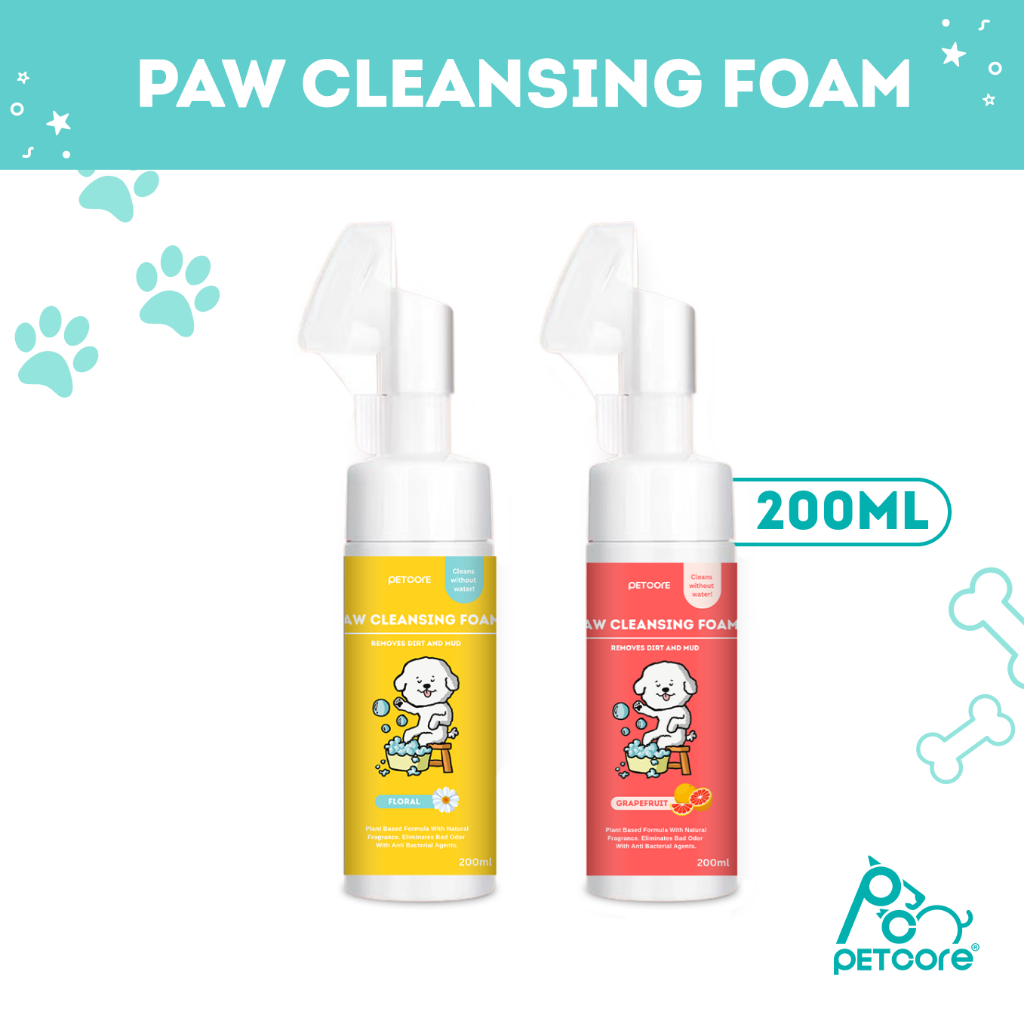 PAW CLEANSING FOAM
200ML
PETCORE
Cleans
without
water!
AW CLEANSING FOAM
REMOVES DIRT AND MUD
FLORAL
Plant Based Formula With Natural
Fragrance. Eliminates Bad Odor
With Anti Bacterial Agents.
200ml
PETCORE
Cleans
without
water!
AW CLEANSING FOAM
REMOVES DIRT AND MUD
GRAPEFRUIT
Plant Based Formula With Natural
Fragrance. Eliminates Bad Odor
With Anti Bacterial Agents.
200ml
PETCORE®